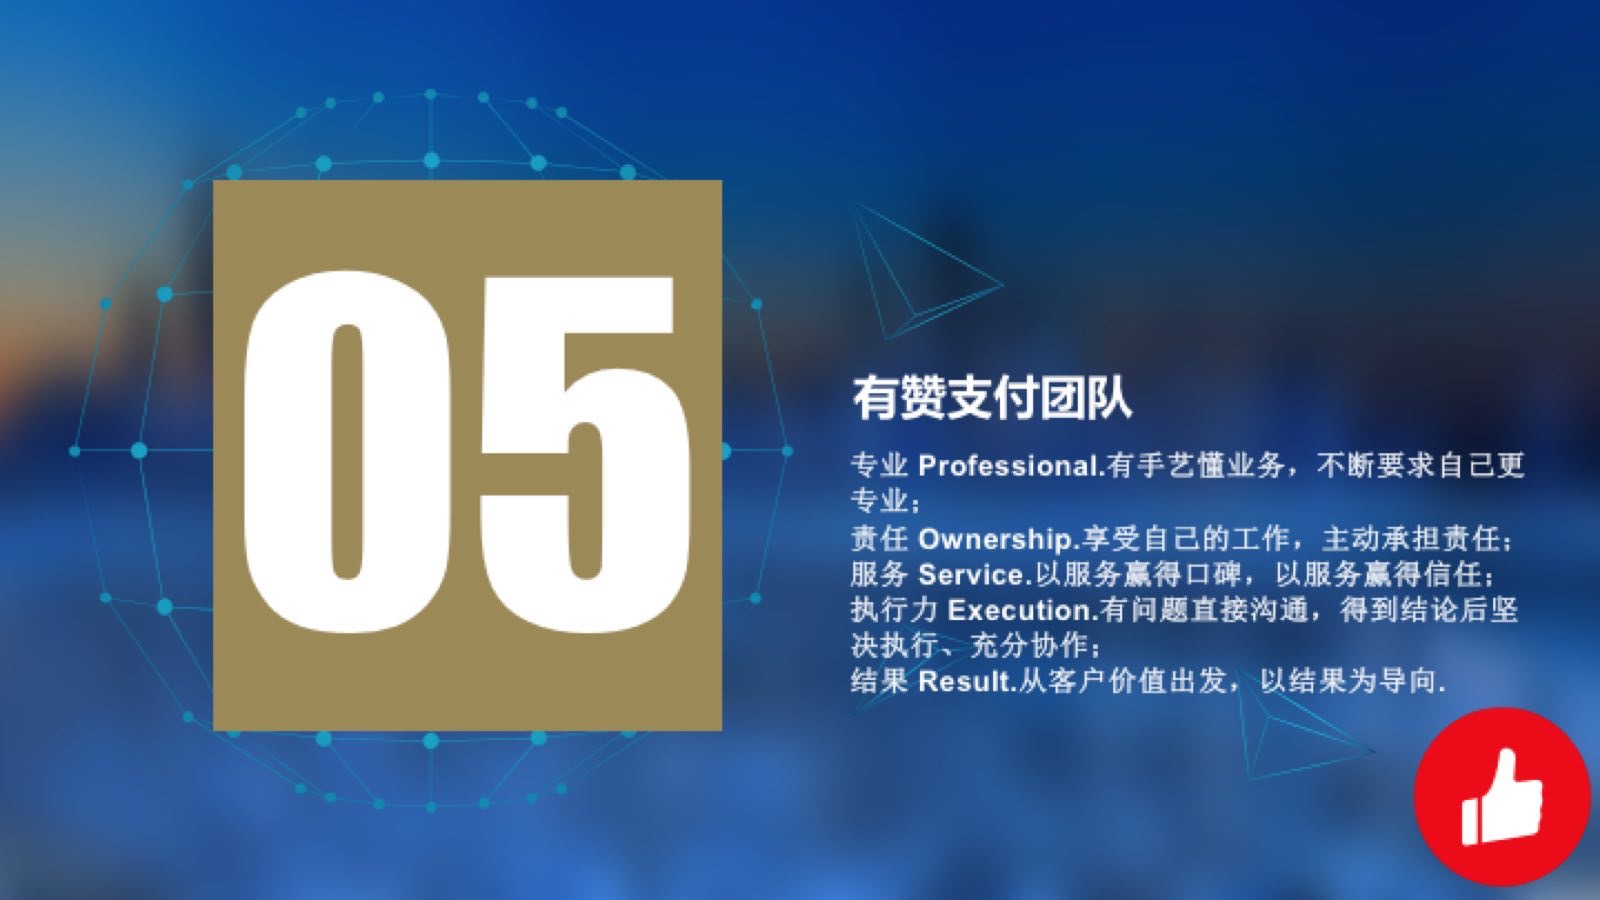 05
有赞支付团队
专业 Professional.有手艺懂业务，不断要求自己更
专业；
责任 Ownership.享受自己的工作，主动承担责任；
服务 Service.以服务赢得口碑，以服务赢得信任；
执行力 Execution.有问题直接沟通，得到结论后坚
决执行、充分协作；
结果 Result.从客户价值出发，以结果为导向.